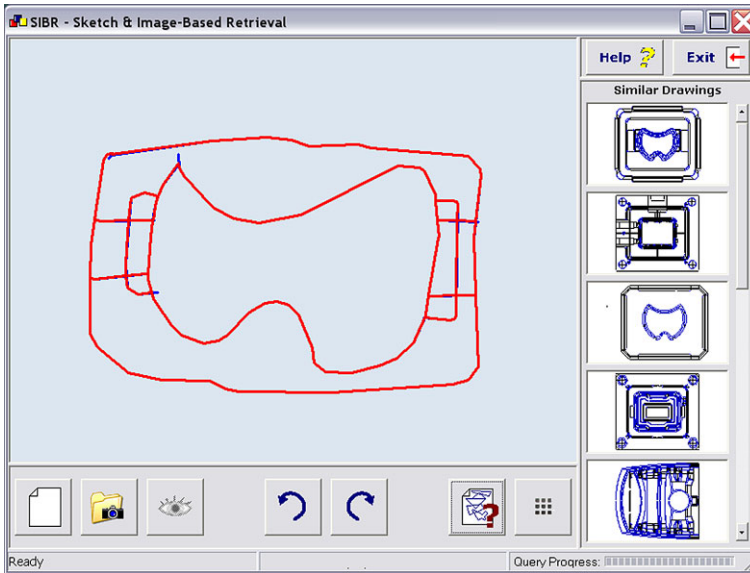 SIBR - Sketch & Image-Based Retrieval
Help
Exit
Similar Drawings
Ready
Query Progress: